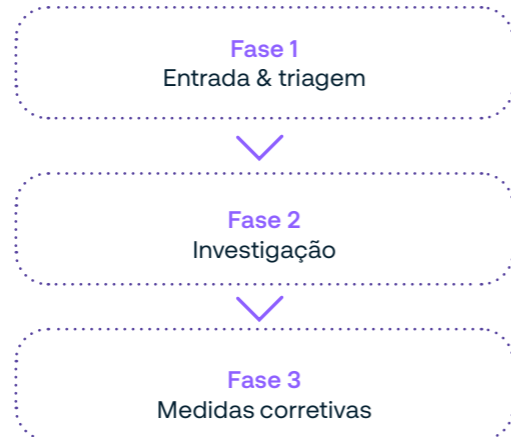 Fase 1
Entrada & triagem
Fase 2
Investigação
Fase 3
Medidas corretivas